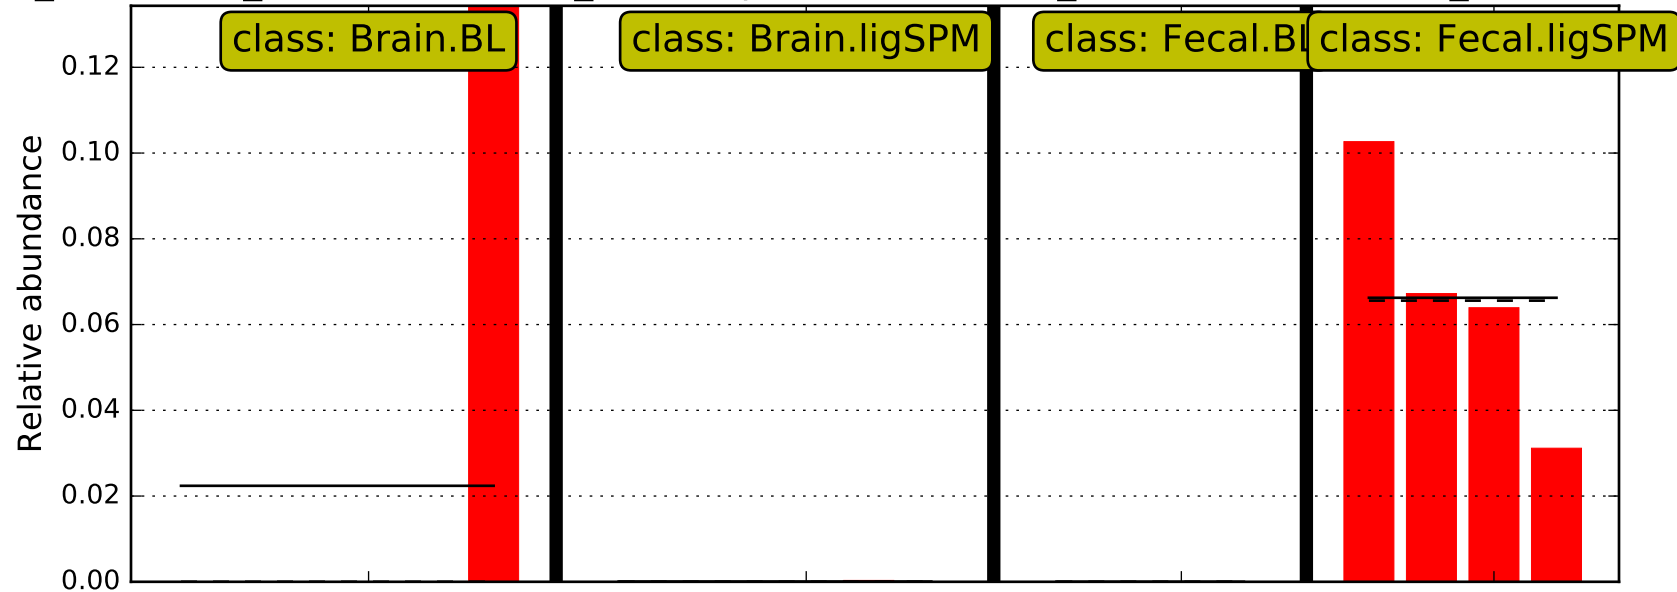 class: Brain.BL
class: Brain.ligSPM
class: Fecal.BL
class: Fecal.ligSPM
Relative abundance
0.12
0.10
0.08
0.06
0.04
0.02
0.00